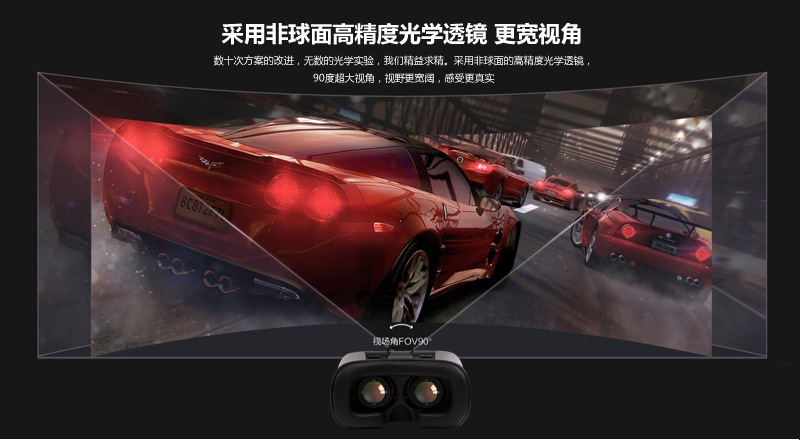 采用非球面高精度光学透镜 更宽视角
数十次方案的改进，无数的光学实验，我们精益求精。采用非球面的高精度光学透镜，
90度超大视角，视野更宽阔，感受更真实
视场角FOV90°